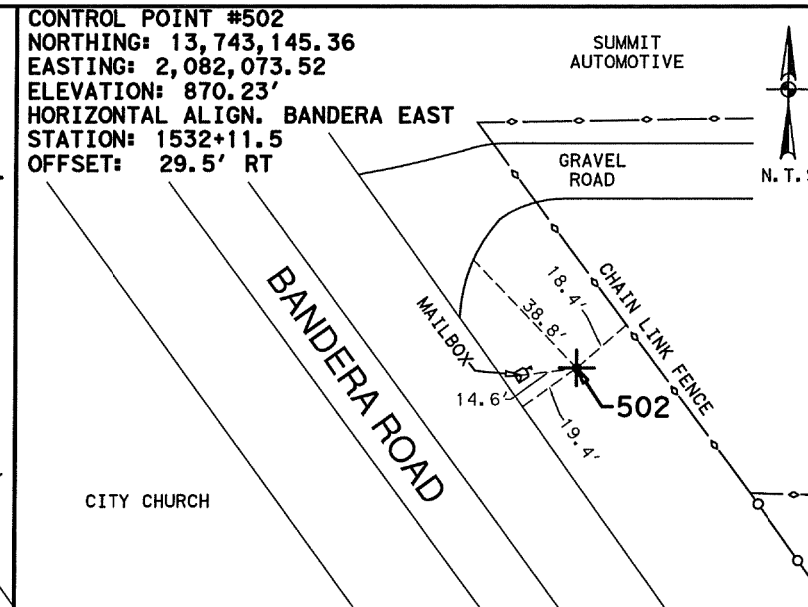 CONTROL POINT #502
NORTHING: 13,743,145.36
EASTING: 2,082,073.52
ELEVATION: 870.23'
HORIZONTAL ALIGN. BANDERA EAST
STATION: 1532+11.5
OFFSET: 29.5' RT
SUMMIT
AUTOMOTIVE
GRAVEL
ROAD
N.T.S
CHAIN LINK FENCE
18.4'
38.8'
MAILBOX
14.6'
19.4'
502
BANDERA ROAD
CITY CHURCH